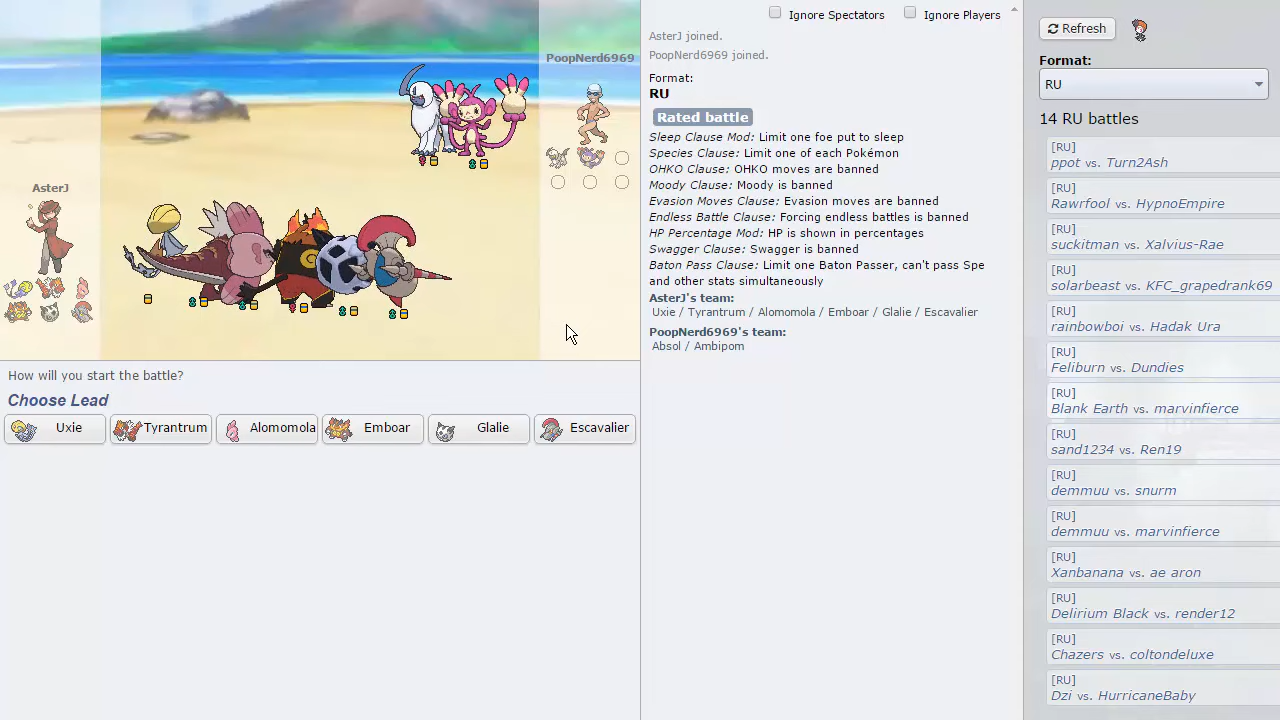 PoopNerd6969
AsterJ
How will you start the battle?
Choose Lead
Uxie
Tyrantrum
Alomomola
Emboar
Glalie
Escavalier
Ignore Spectators
Ignore Players
AsterJ joined.
PoopNerd6969 joined.
Format:
RU
Rated battle
Sleep Clause Mod: Limit one foe put to sleep
Species Clause: Limit one of each Pokémon
OHKO Clause: OHKO moves are banned
Moody Clause: Moody is banned
Evasion Moves Clause: Evasion moves are banned
Endless Battle Clause: Forcing endless battles is banned
HP Percentage Mod: HP is shown in percentages
Swagger Clause: Swagger is banned
Baton Pass Clause: Limit one Baton Passer, can't pass Spe
and other stats simultaneously
AsterJ's team:
Uxie / Tyrantrum / Alomomola / Emboar / Glalie / Escavalier
PoopNerd6969's team:
Absol / Ambipom
Refresh
Format:
RU
14 RU battles
[RU]
ppot vs. Turn2Ash
[RU]
Rawrfool vs. HypnoEmpire
[RU]
suckitman vs. Xalvius-Rae
[RU]
solarbeast vs. KFC_grapedrank69
[RU]
rainbowboi vs. Hadak Ura
[RU]
Feliburn vs. Dundies
[RU]
Blank Earth vs. marvinfierce
[RU]
sand1234 vs. Ren19
[RU]
demmuu vs. snurm
[RU]
demmuu vs. marvinfierce
[RU]
Xanbanana vs. ae aron
[RU]
Delirium Black vs. render12
[RU]
Chazers vs. coltondeluxe
[RU]
Dzi vs. HurricaneBaby